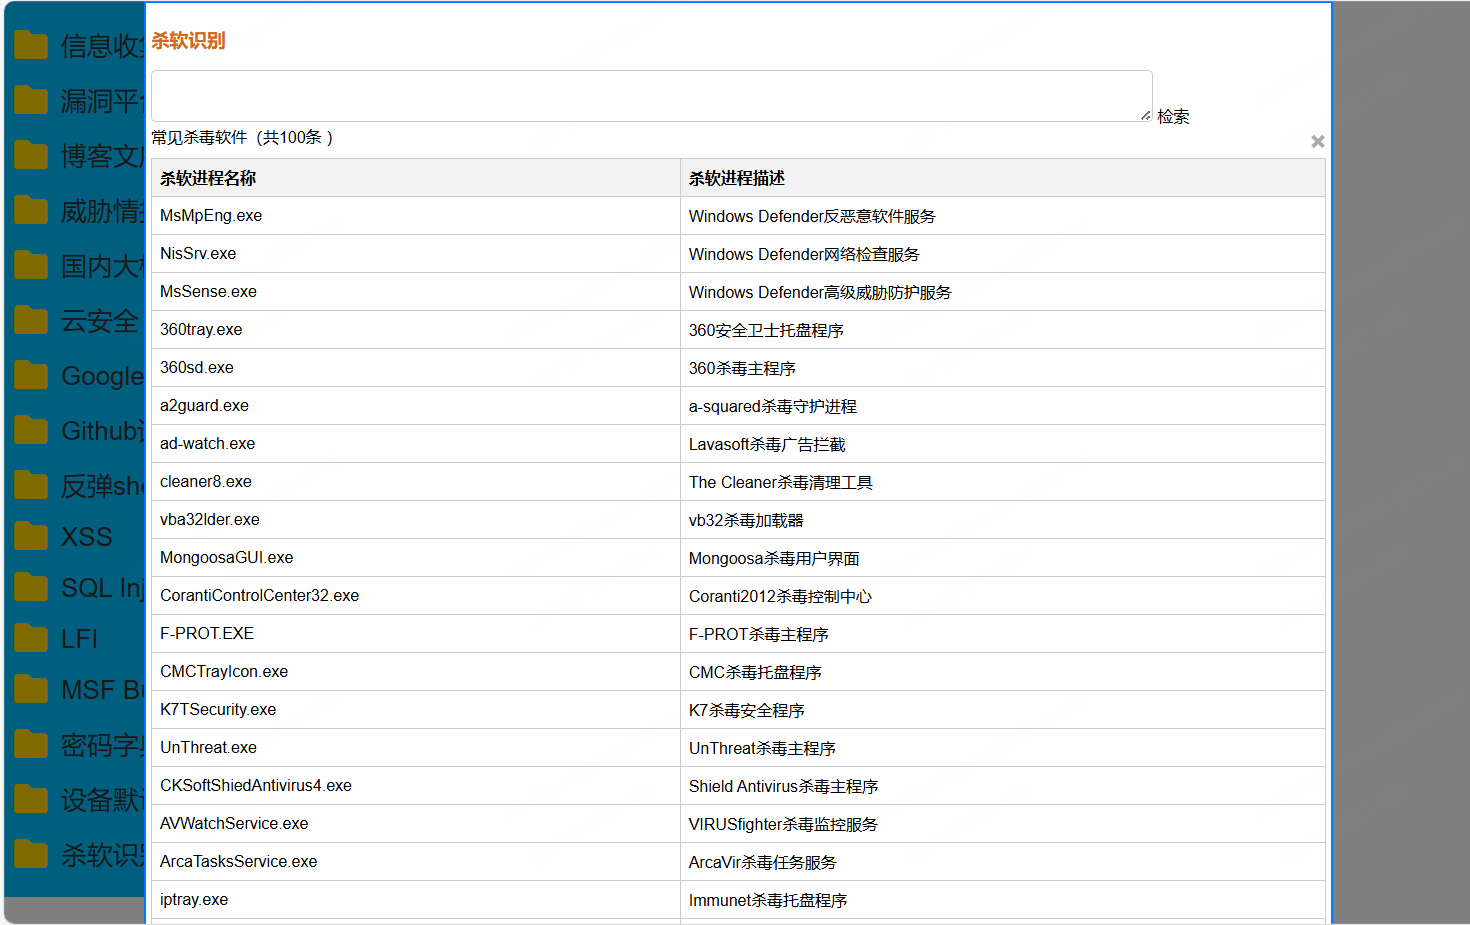 信息收
漏洞平
博客文
威胁情
国内大
云安全
Google
Github
反弹she
XSS
SQL Inj
LFI
MSF B
密码字
设备默
杀软识
杀软识别
检索
常见杀毒软件（共100条 ）
杀软进程名称 杀软进程描述
MsMpEng.exe Windows Defender反恶意软件服务
NisSrv.exe Windows Defender网络检查服务
MsSense.exe Windows Defender高级威胁防护服务
360tray.exe 360安全卫士托盘程序
360sd.exe 360杀毒主程序
a2guard.exe a-squared杀毒守护进程
ad-watch.exe Lavasoft杀毒广告拦截
cleaner8.exe The Cleaner杀毒清理工具
vba32lder.exe vb32杀毒加载器
MongoosaGUI.exe Mongoosa杀毒用户界面
CorantiControlCenter32.exe Coranti2012杀毒控制中心
F-PROT.EXE F-PROT杀毒主程序
CMCTrayIcon.exe CMC杀毒托盘程序
K7TSecurity.exe K7杀毒安全程序
UnThreat.exe UnThreat杀毒主程序
CKSoftShiedAntivirus4.exe Shield Antivirus杀毒主程序
AVWatchService.exe VIRUSfighter杀毒监控服务
ArcaTasksService.exe ArcaVir杀毒任务服务
iptray.exe Immunet杀毒托盘程序